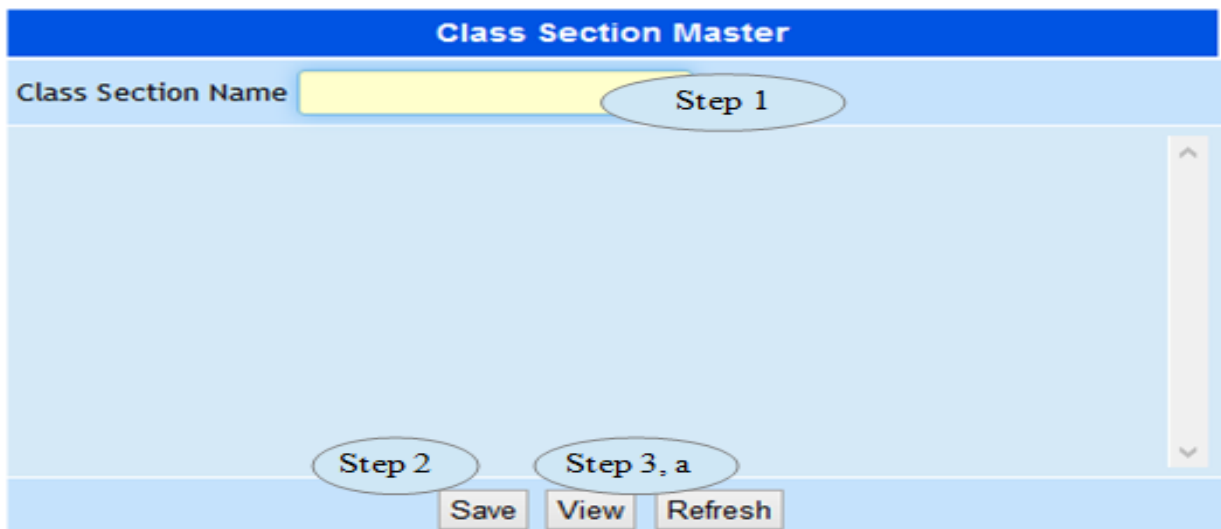 Class Section Master
Class Section Name
Step 1
Step 2 Step 3, a
Save View Refresh